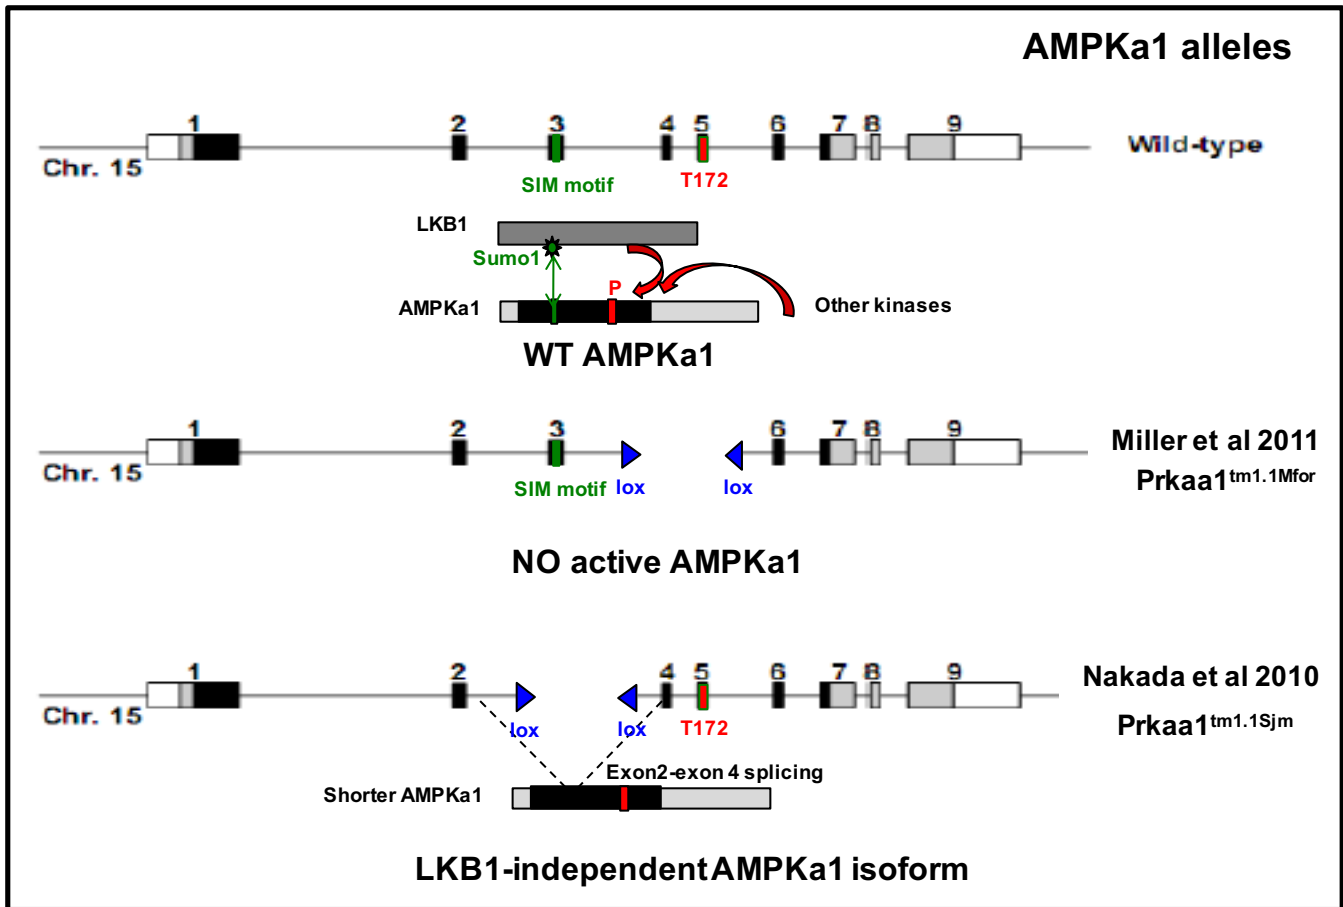 AMPKa1 alleles
1 2 3 4 5 6 7 8 9
Chr. 15
Wild-type
SIM motif
T172
LKB1
Sumo1
P
AMPKa1
Other kinases
WT AMPKa1
1 2 3 6 7 8 9
Chr. 15
SIM motif
lox
lox
Miller et al 2011
Prkaa1tm1.1Mfor
NO active AMPKa1
1 2 4 5 6 7 8 9
Chr. 15
lox
lox
T172
Nakada et al 2010
Prkaa1tm1.1Sjm
Exon2-exon 4 splicing
Shorter AMPKa1
LKB1-independent AMPKa1 isoform